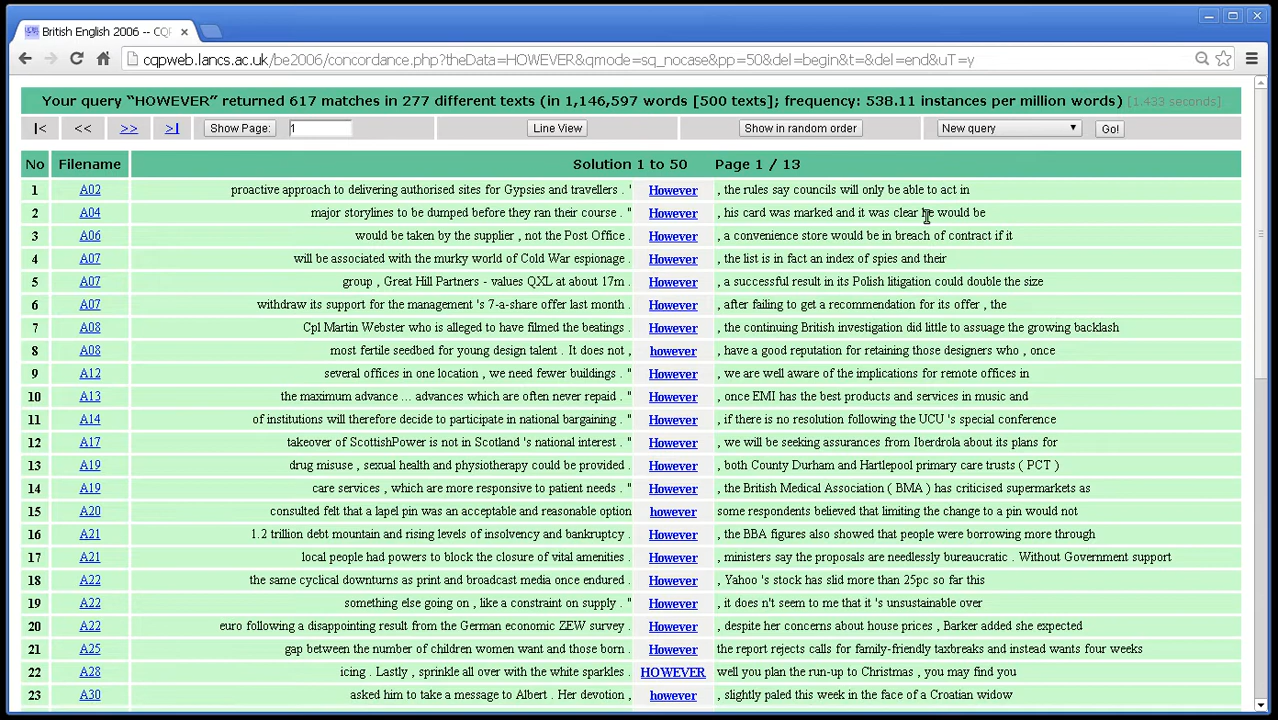 British English 2006 -- CQ
cqpweb.lancs.ac.uk/be2006/concordance.php?theData=HOWEVER&qmode=sq_nocase&pp=50&del=begin&t=&del=end&uT=y
Your query “HOWEVER” returned 617 matches in 277 different texts (in 1,146,597 words [500 texts]; frequency: 538.11 instances per million words) [1.433 seconds]
|< << >> >| Show Page: 1 Line View Show in random order New query Go!
No Filename Solution 1 to 50 Page 1 / 13
1 A02 proactive approach to delivering authorised sites for Gypsies and travellers . " However , the rules say councils will only be able to act in
2 A04 major storylines to be dumped before they ran their course . " However , his card was marked and it was clear he would be
3 A06 would be taken by the supplier , not the Post Office . However , a convenience store would be in breach of contract if it
4 A07 will be associated with the murky world of Cold War espionage . However , the list is in fact an index of spies and their
5 A07 group , Great Hill Partners - values QXL at about 17m . However , a successful result in its Polish litigation could double the size
6 A07 withdraw its support for the management 's 7-a-share offer last month . However , after failing to get a recommendation for its offer , the
7 A08 Cpl Martin Webster who is alleged to have filmed the beatings . However , the continuing British investigation did little to assuage the growing backlash
8 A08 most fertile seedbed for young design talent . It does not , however , have a good reputation for retaining those designers who , once
9 A12 several offices in one location , we need fewer buildings . " However , we are well aware of the implications for remote offices in
10 A13 the maximum advance ... advances which are often never repaid . " However , once EMI has the best products and services in music and
11 A14 of institutions will therefore decide to participate in national bargaining . " However , if there is no resolution following the UCU 's special conference
12 A17 takeover of ScottishPower is not in Scotland 's national interest . " However , we will be seeking assurances from Iberdrola about its plans for
13 A19 drug misuse , sexual health and physiotherapy could be provided . However , both County Durham and Hartlepool primary care trusts ( PCT )
14 A19 care services , which are more responsive to patient needs . " However , the British Medical Association ( BMA ) has criticised supermarkets as
15 A20 consulted felt that a lapel pin was an acceptable and reasonable option however some respondents believed that limiting the change to a pin would not
16 A21 1.2 trillion debt mountain and rising levels of insolvency and bankruptcy . However , the BBA figures also showed that people were borrowing more through
17 A21 local people had powers to block the closure of vital amenities . However , ministers say the proposals are needlessly bureaucratic . Without Government support
18 A22 the same cyclical downturns as print and broadcast media once endured . However , Yahoo 's stock has slid more than 25pc so far this
19 A22 something else going on , like a constraint on supply . " However , it does n't seem to me that it 's unsustainable over
20 A22 euro following a disappointing result from the German economic ZEW survey . However , despite her concerns about house prices , Barker added she expected
21 A25 gap between the number of children women want and those born . However the report rejects calls for family-friendly taxbreaks and instead wants four weeks
22 A28 icing . Lastly , sprinkle all over with the white sparkles . HOWEVER well you plan the run-up to Christmas , you may find you
23 A30 asked him to take a message to Albert . Her devotion , however , slightly paled this week in the face of a Croatian widow